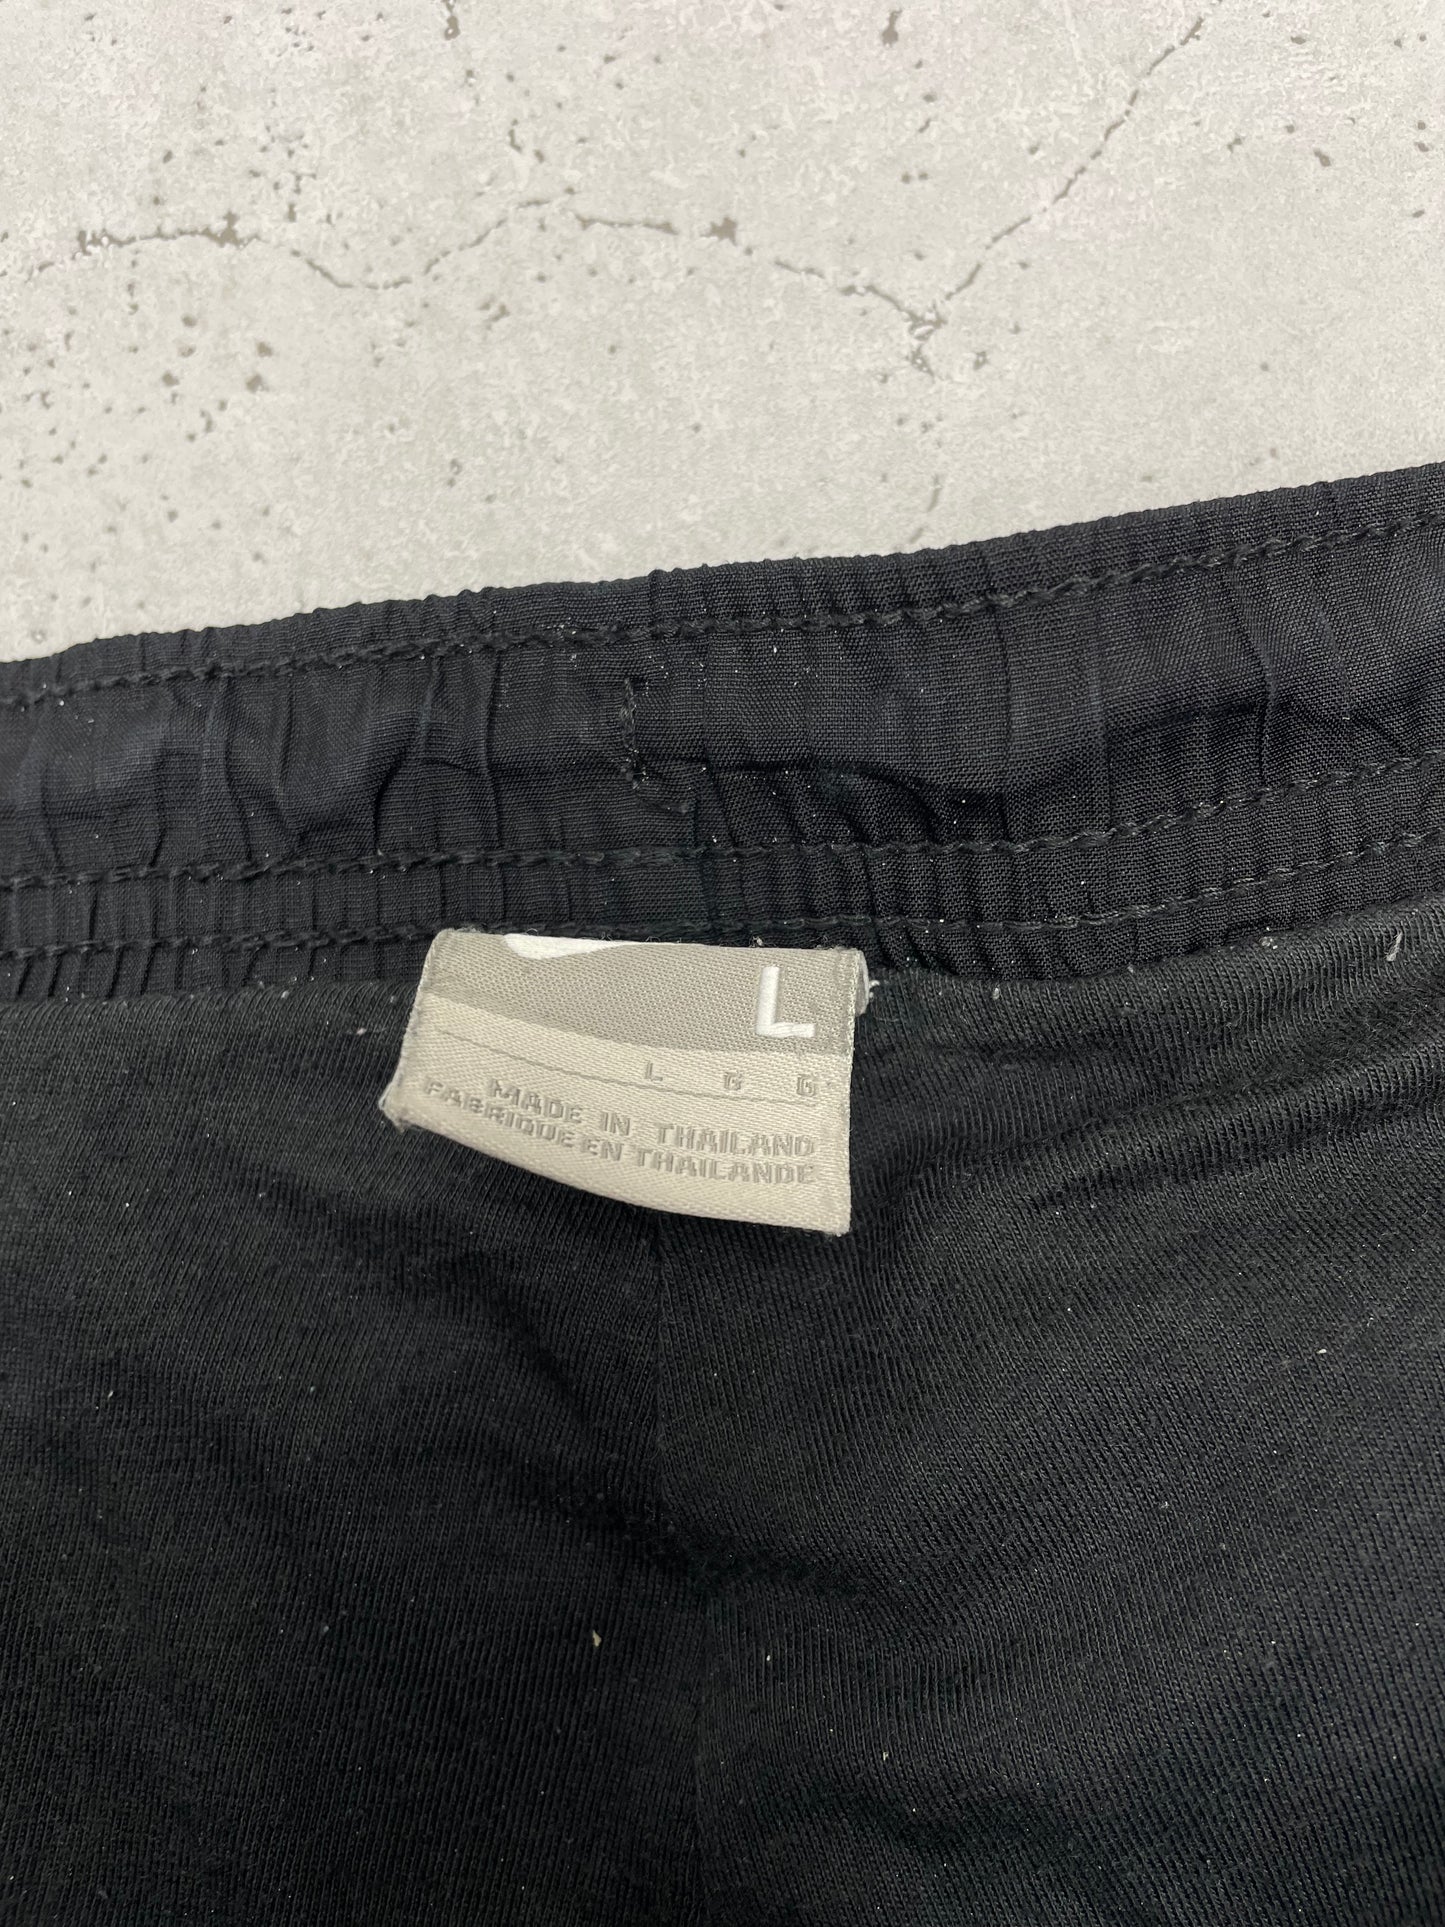 L
L G G
MADE IN THAILAND
FABRIQUE EN THAILANDE